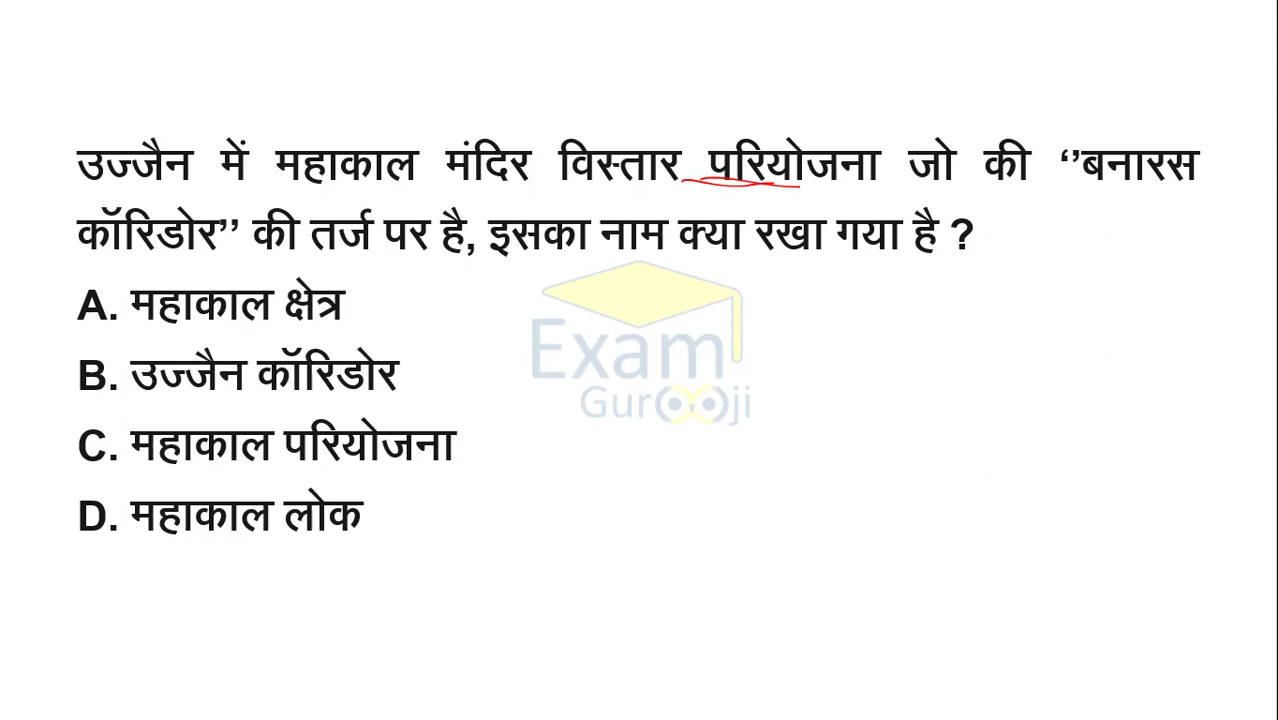 उज्जैन में महाकाल मंदिर विस्तार परियोजना जो की ‘’बनारस
कॉरिडोर’’ की तर्ज पर है, इसका नाम क्या रखा गया है ?
A. महाकाल क्षेत्र
B. उज्जैन कॉरिडोर
C. महाकाल परियोजना
D. महाकाल लोक
Exam
Gurooji